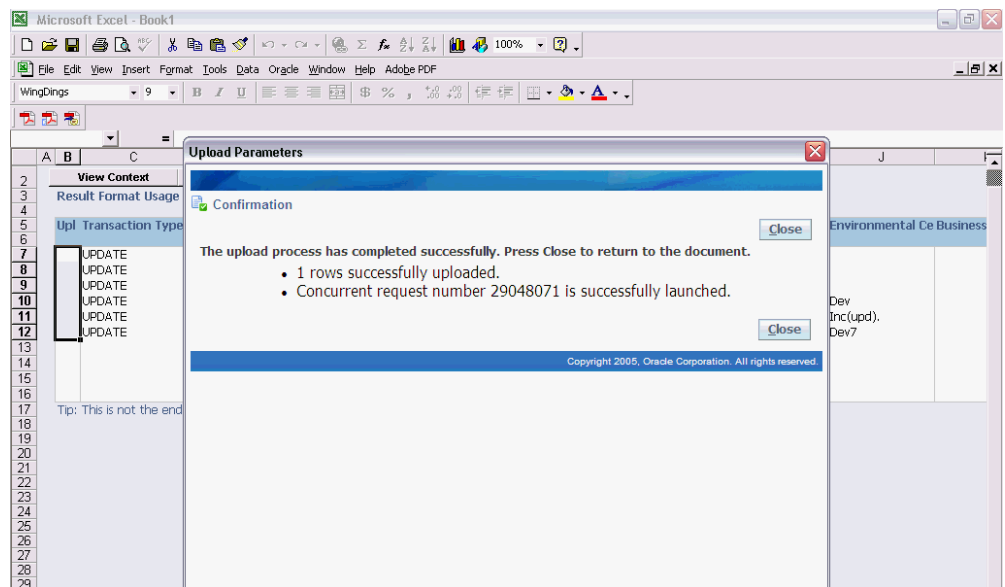 Microsoft Excel - Book1
100%
File Edit View Insert Format Tools Data Oracle Window Help Adobe PDF
WingDings 9 B I U $ % ,
=
Upload Parameters
A B C J
View Context
Result Format Usage
Confirmation
Close
Upl Transaction Type Environmental Ce Business
The upload process has completed successfully. Press Close to return to the document.
• 1 rows successfully uploaded.
• Concurrent request number 29048071 is successfully launched.
2
3
4
5
6
7 UPDATE
8 UPDATE
9 UPDATE
10 UPDATE Dev
11 UPDATE Inc(upd).
12 UPDATE Dev7
Close
13
Copyright 2005, Oracle Corporation. All rights reserved.
14
15
16
17 Tip: This is not the end
18
19
20
21
22
23
24
25
26
27
28
29